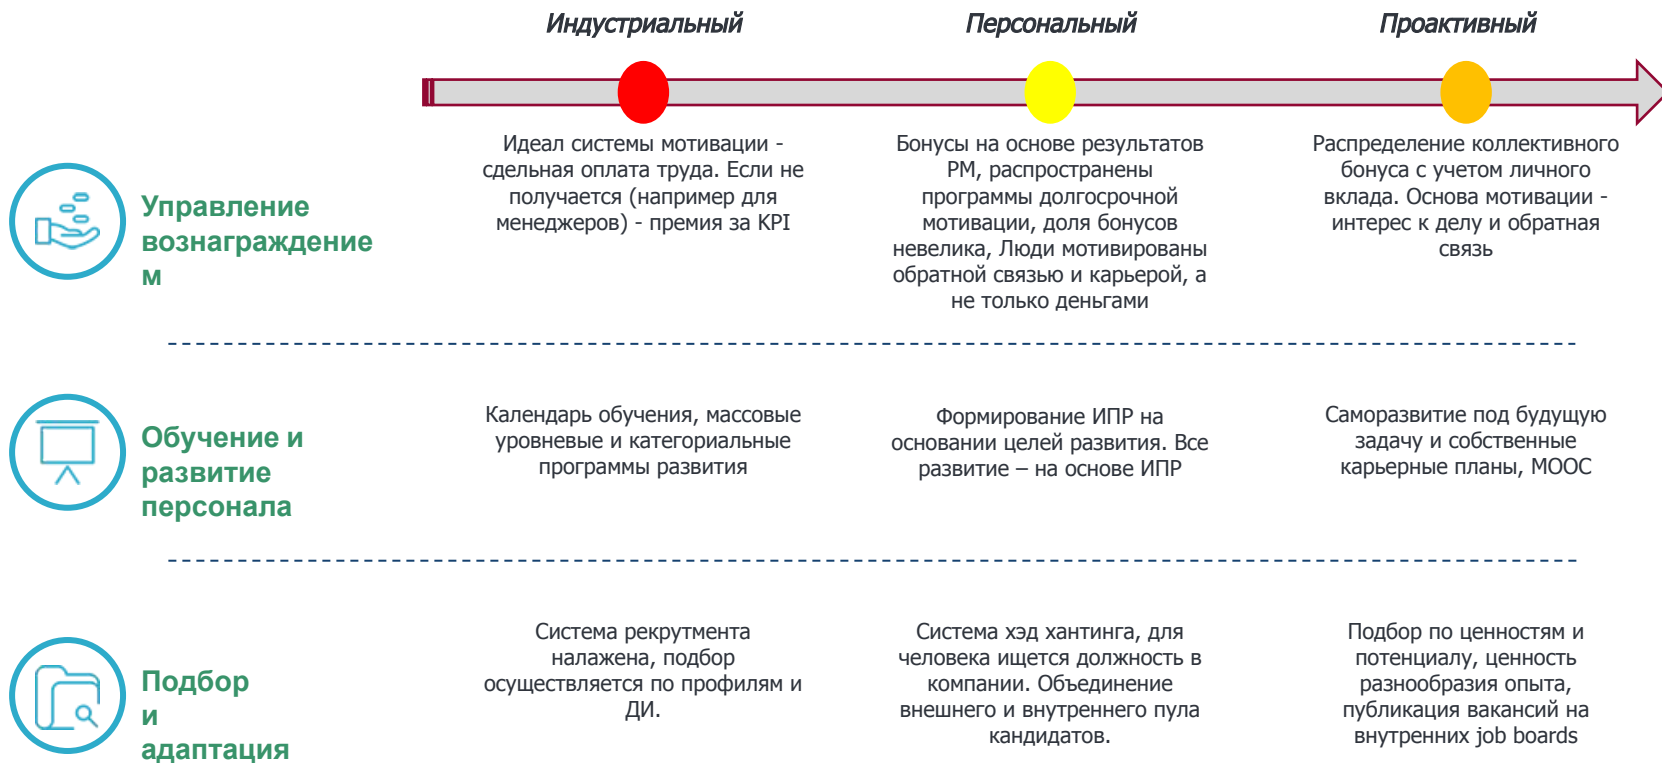 Индустриальный
Персональный
Проактивный
Управление
вознаграждение
м
Идеал системы мотивации -
сдельная оплата труда. Если не
получается (например для
менеджеров) - премия за KPI
Бонусы на основе результатов
PM, распространены
программы долгосрочной
мотивации, доля бонусов
невелика, Люди мотивированы
обратной связью и карьерой, а
не только деньгами
Распределение коллективного
бонуса с учетом личного
вклада. Основа мотивации -
интерес к делу и обратная
связь
Обучение и
развитие
персонала
Календарь обучения, массовые
уровневые и категориальные
программы развития
Формирование ИПР на
основании целей развития. Все
развитие – на основе ИПР
Саморазвитие под будущую
задачу и собственные
карьерные планы, МООС
Подбор
и
адаптация
Система рекрутмента
налажена, подбор
осуществляется по профилям и
ДИ.
Система хэд хантинга, для
человека ищется должность в
компании. Объединение
внешнего и внутреннего пула
кандидатов.
Подбор по ценностям и
потенциалу, ценность
разнообразия опыта,
публикация вакансий на
внутренних job boards